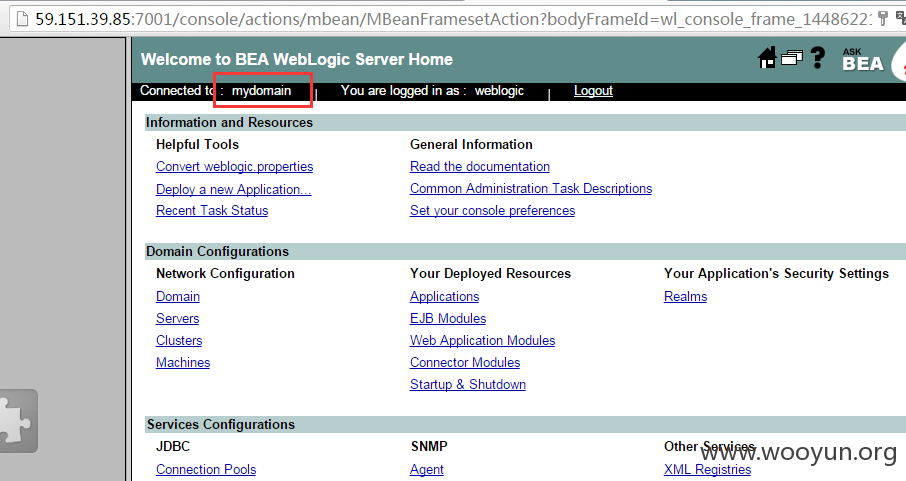 59.151.39.85:7001/console/actions/mbean/MBeanFramesetAction?bodyFrameId=wl_console_frame_1448622
Welcome to BEA WebLogic Server Home
ASK BEA
Connected to : mydomain | You are logged in as : weblogic | Logout
Information and Resources
Helpful Tools General Information
Convert weblogic.properties Read the documentation
Deploy a new Application... Common Administration Task Descriptions
Recent Task Status Set your console preferences
Domain Configurations
Network Configuration Your Deployed Resources Your Application's Security Settings
Domain Applications Realms
Servers EJB Modules
Clusters Web Application Modules
Machines Connector Modules
Startup & Shutdown
Services Configurations
JDBC SNMP Other Services
www.wooyun.org
Connection Pools Agent XML Registries